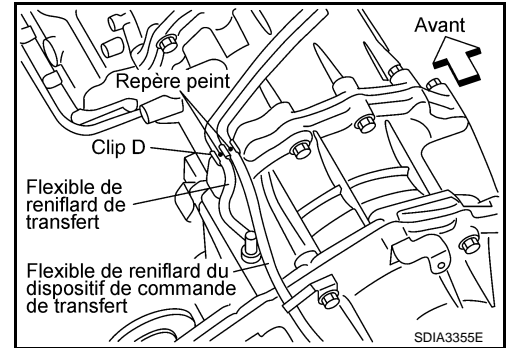 Avant
Repère peint
Clip D
Flexible de
reniflard de
transfert
Flexible de reniflard du
dispositif de commande
de transfert
SDIA3355E